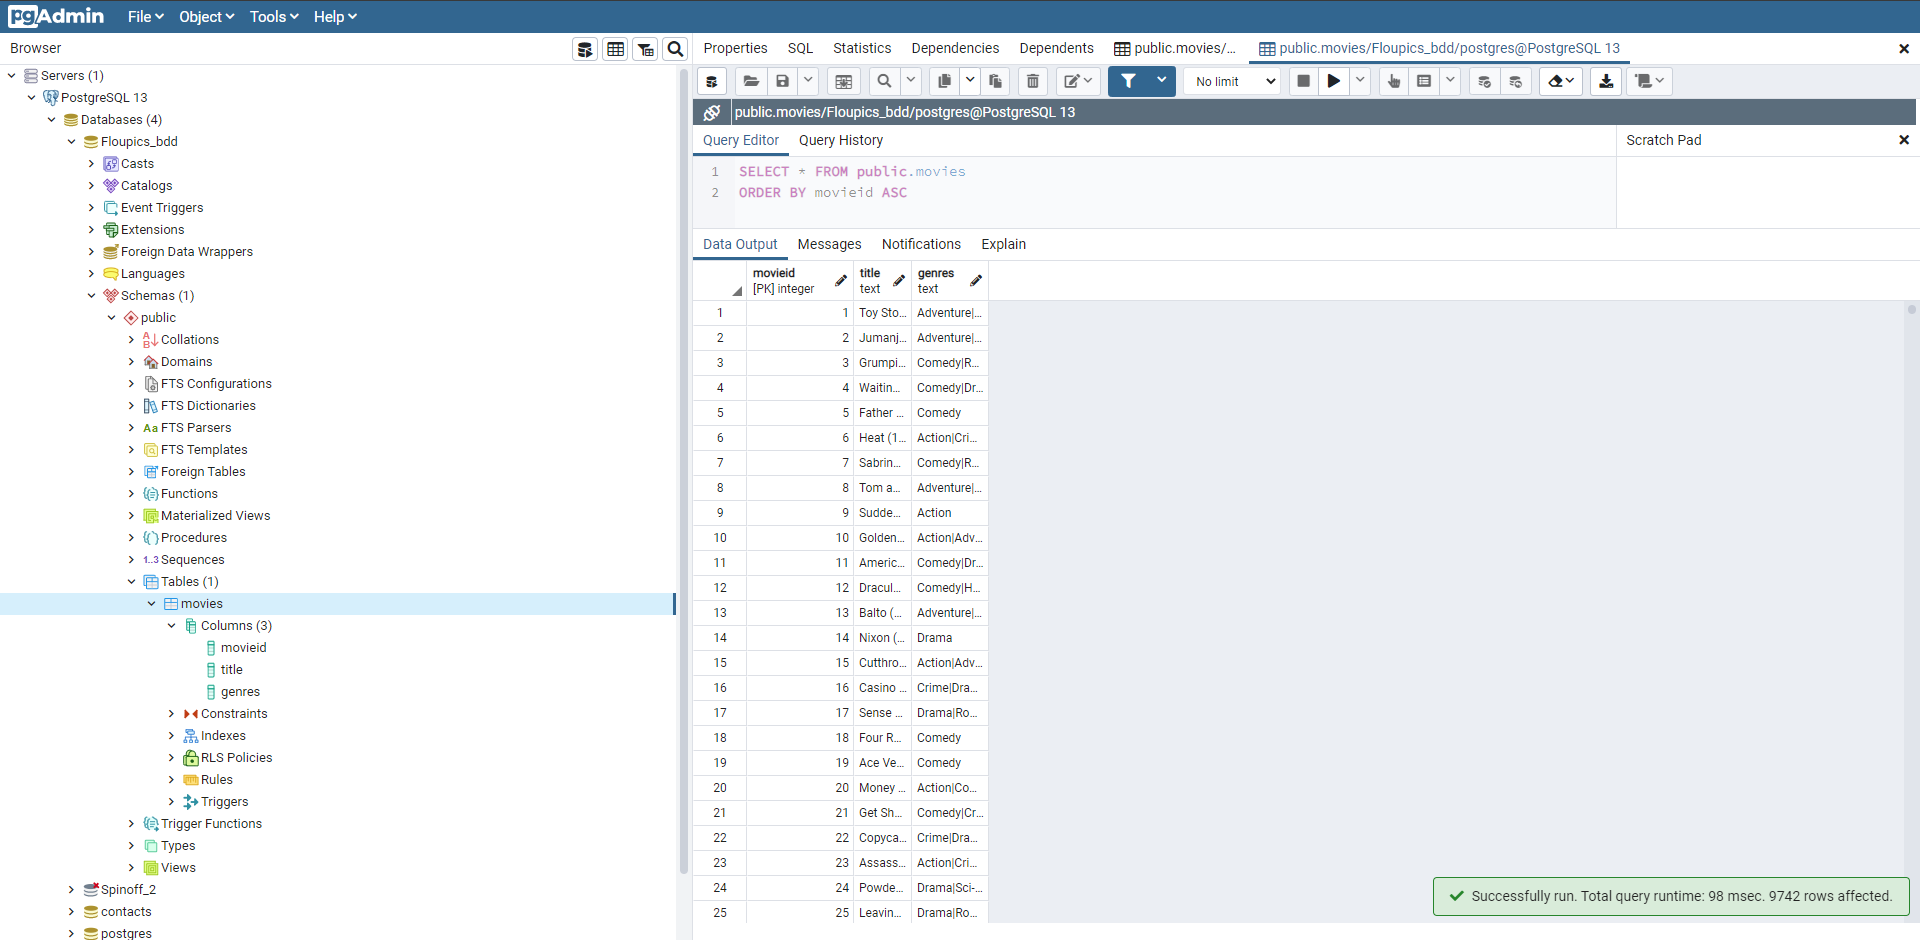 pgAdmin File Object Tools Help
Browser
Servers (1)
PostgreSQL 13
Databases (4)
Floupics_bdd
Casts
Catalogs
Event Triggers
Extensions
Foreign Data Wrappers
Languages
Schemas (1)
public
Collations
Domains
FTS Configurations
FTS Dictionaries
Aa FTS Parsers
FTS Templates
Foreign Tables
Functions
Materialized Views
Procedures
1..3 Sequences
Tables (1)
movies
Columns (3)
movieid
title
genres
Constraints
Indexes
RLS Policies
Rules
Triggers
Trigger Functions
Types
Views
Spinoff_2
contacts
postgres
Properties SQL Statistics Dependencies Dependents public.movies/... public.movies/Floupics_bdd/postgres@PostgreSQL 13
No limit
public.movies/Floupics_bdd/postgres@PostgreSQL 13
Query Editor Query History
Scratch Pad
1 SELECT * FROM public.movies
2 ORDER BY movieid ASC
Data Output Messages Notifications Explain
movieid title genres
[PK] integer text text
1 1 Toy Sto... Adventure|...
2 2 Jumanj... Adventure|...
3 3 Grumpi... Comedy|R...
4 4 Waitin... Comedy|Dr...
5 5 Father ... Comedy
6 6 Heat (1... Action|Cri...
7 7 Sabrin... Comedy|R...
8 8 Tom a... Adventure|...
9 9 Sudde... Action
10 10 Golden... Action|Adv...
11 11 Americ... Comedy|Dr...
12 12 Dracul... Comedy|H...
13 13 Balto (... Adventure|...
14 14 Nixon (... Drama
15 15 Cutthro... Action|Adv...
16 16 Casino ... Crime|Dra...
17 17 Sense ... Drama|Ro...
18 18 Four R... Comedy
19 19 Ace Ve... Comedy
20 20 Money ... Action|Co...
21 21 Get Sh... Comedy|Cr...
22 22 Copyca... Crime|Dra...
23 23 Assass... Action|Cri...
24 24 Powde... Drama|Sci-...
25 25 Leavin... Drama|Ro...
Successfully run. Total query runtime: 98 msec. 9742 rows affected.